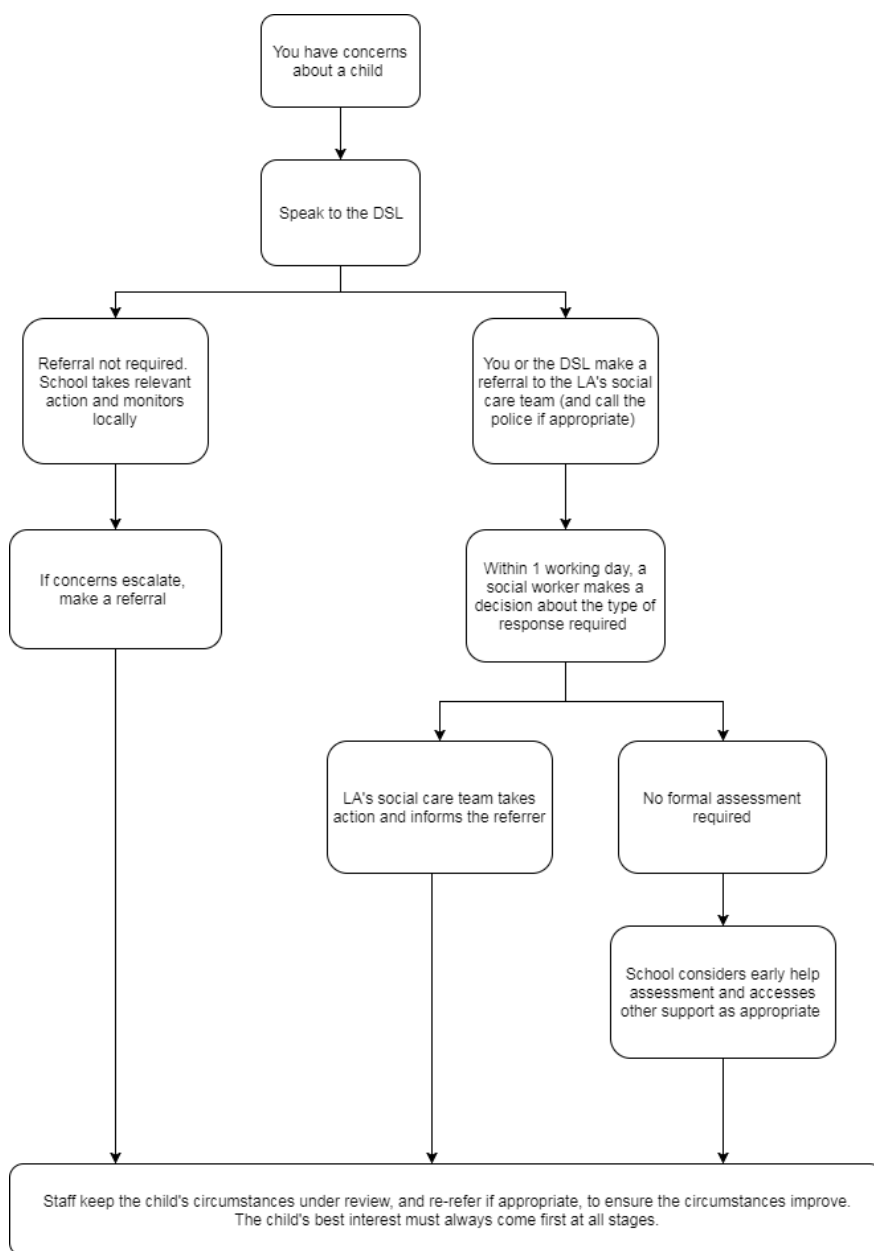 You have concerns
about a child
Speak to the DSL
Referral not required.
School takes relevant
action and monitors
locally
You or the DSL make a
referral to the LA's social
care team (and call the
police if appropriate)
If concerns escalate,
make a referral
Within 1 working day, a
social worker makes a
decision about the type of
response required
LA's social care team takes
action and informs the referrer
No formal assessment
required
School considers early help
assessment and accesses
other support as appropriate
Staff keep the child's circumstances under review, and re-refer if appropriate, to ensure the circumstances improve.
The child's best interest must always come first at all stages.